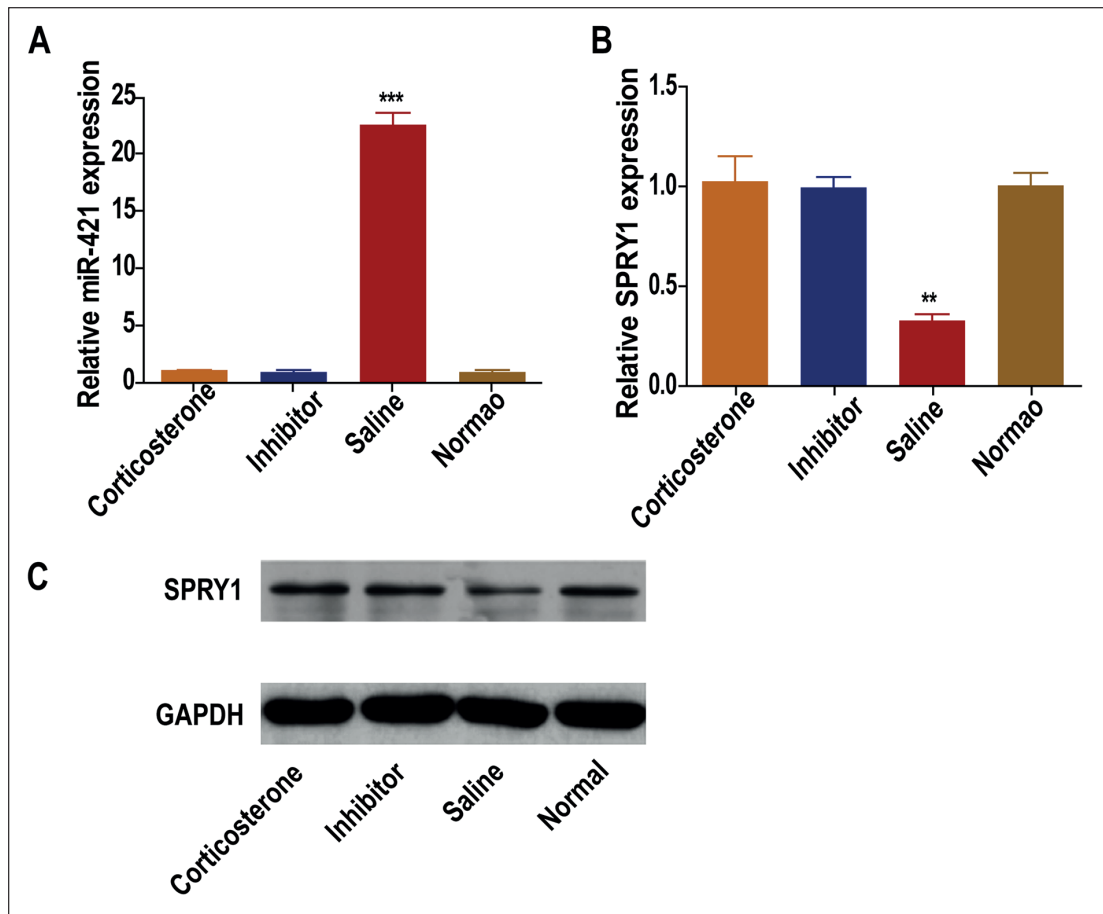 A
Relative miR-421 expression
25
20
15
10
5
0
***
Corticosterone
Inhibitor
Saline
Normao
B
Relative SPRY1 expression
1.5
1.0
0.5
0.0
**
Corticosterone
Inhibitor
Saline
Normao
C
SPRY1
GAPDH
Corticosterone
Inhibitor
Saline
Normal